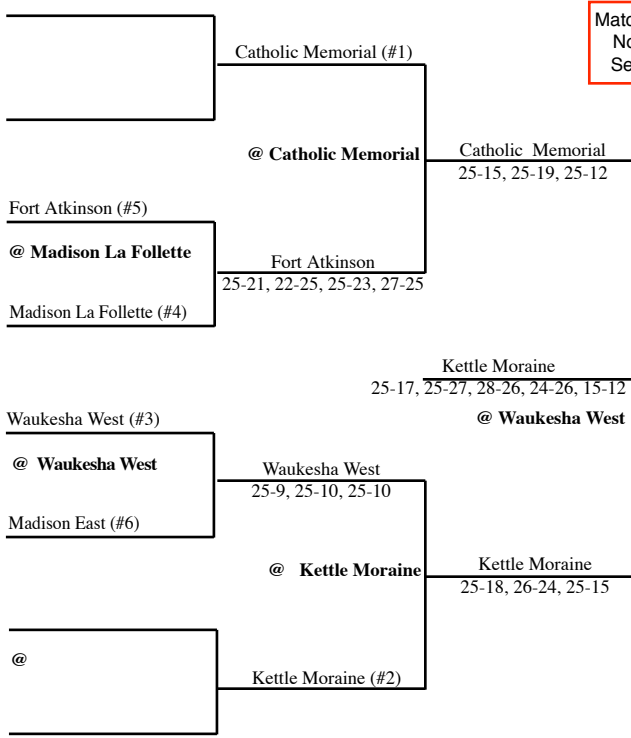 Catholic Memorial (#1)
@ Catholic Memorial
Catholic Memorial
25-15, 25-19, 25-12
Fort Atkinson (#5)
@ Madison La Follette
Fort Atkinson
25-21, 22-25, 25-23, 27-25
Madison La Follette (#4)
Kettle Moraine
25-17, 25-27, 28-26, 24-26, 15-12
@ Waukesha West
Waukesha West (#3)
@ Waukesha West
Waukesha West
25-9, 25-10, 25-10
Madison East (#6)
@ Kettle Moraine
Kettle Moraine
25-18, 26-24, 25-15
@
Kettle Moraine (#2)